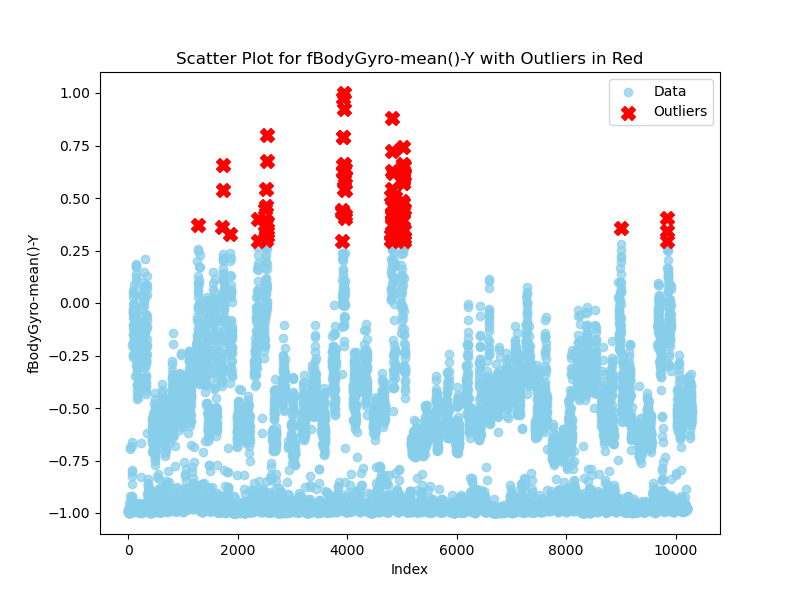 Scatter Plot for fBodyGyro-mean()-Y with Outliers in Red
Data
Outliers
1.00
0.75
0.50
0.25
0.00
−0.25
−0.50
−0.75
−1.00
fBodyGyro-mean()-Y
0 2000 4000 6000 8000 10000
Index